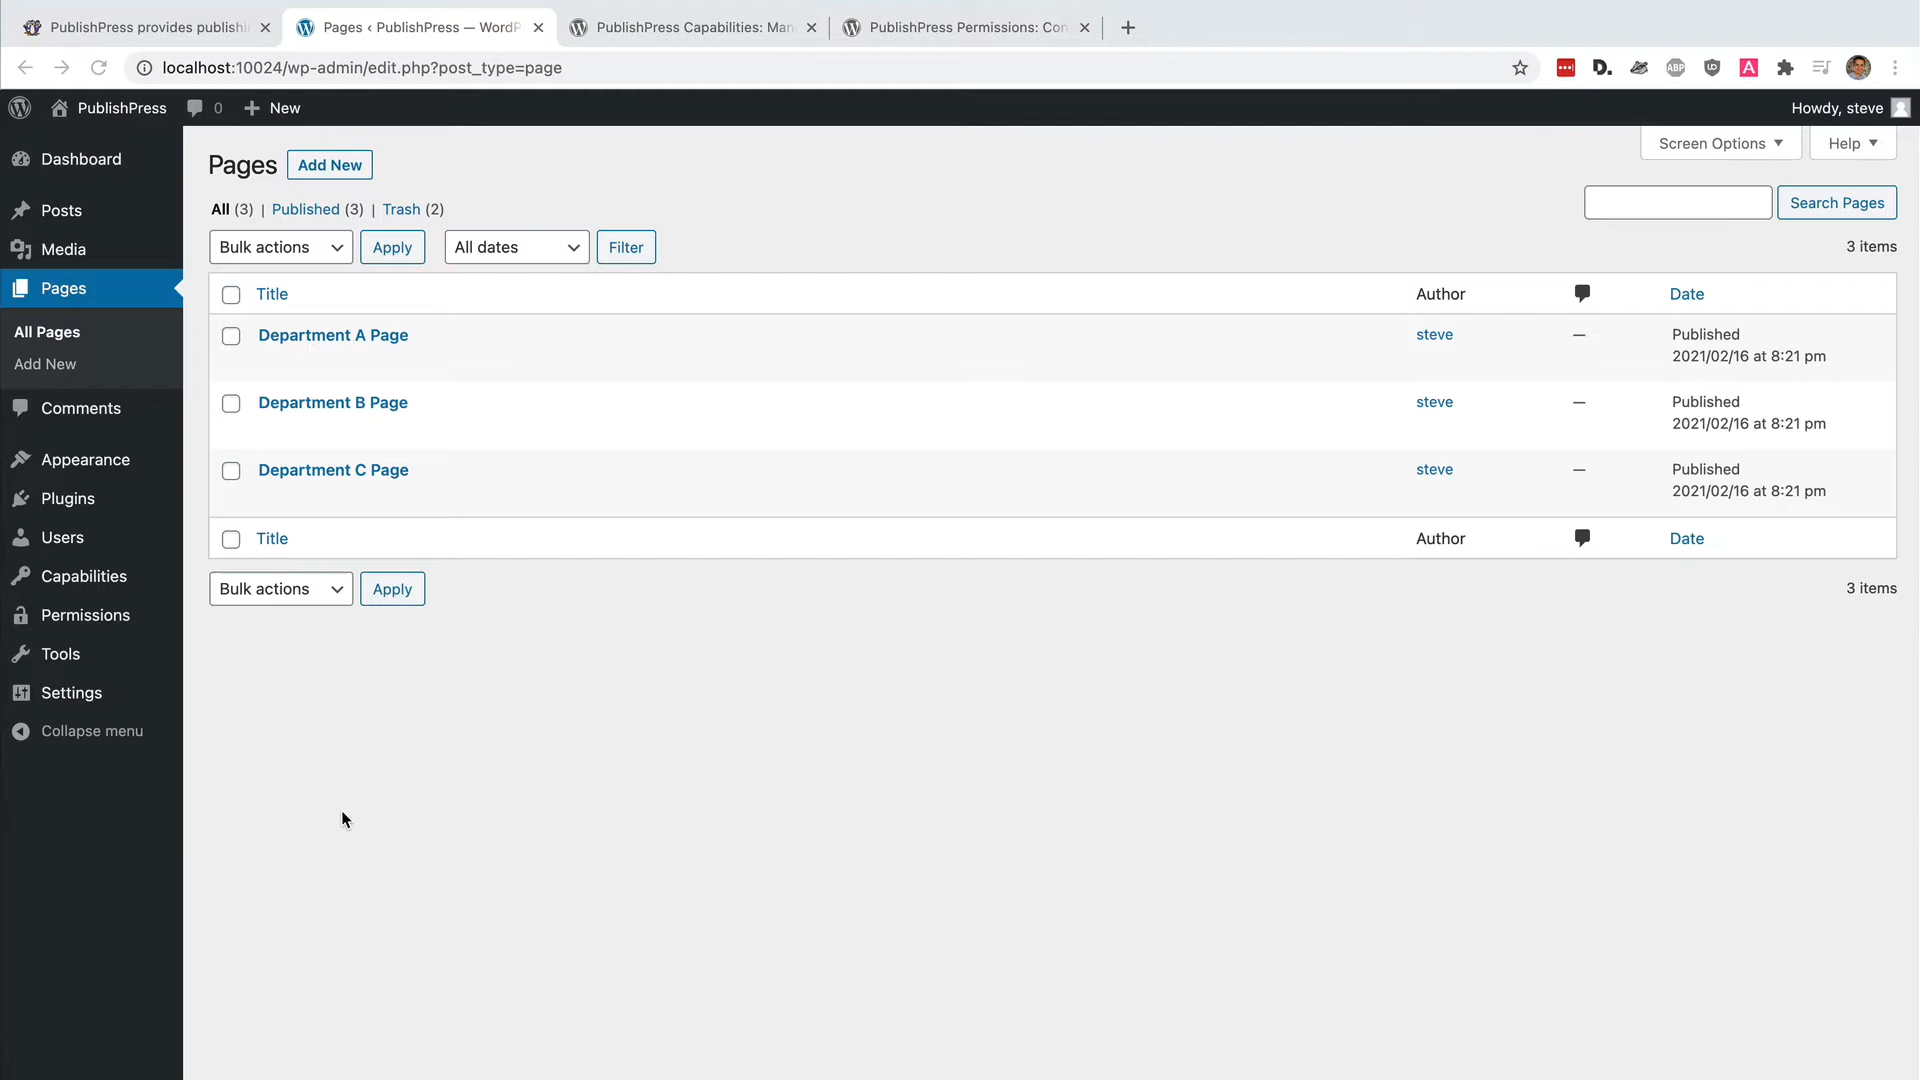 PublishPress provides publishi
Pages ‹ PublishPress — WordP
PublishPress Capabilities: Man
PublishPress Permissions: Con
localhost:10024/wp-admin/edit.php?post_type=page
D.
ABP
A
PublishPress 0 New
Howdy, steve
Dashboard
Posts
Media
Pages
All Pages
Add New
Comments
Appearance
Plugins
Users
Capabilities
Permissions
Tools
Settings
Collapse menu
Screen Options
Help
Pages Add New
All (3) | Published (3) | Trash (2)
Search Pages
Bulk actions Apply All dates Filter
3 items
Title Author Date
Department A Page steve — Published
2021/02/16 at 8:21 pm
Department B Page steve — Published
2021/02/16 at 8:21 pm
Department C Page steve — Published
2021/02/16 at 8:21 pm
Title Author Date
Bulk actions Apply
3 items